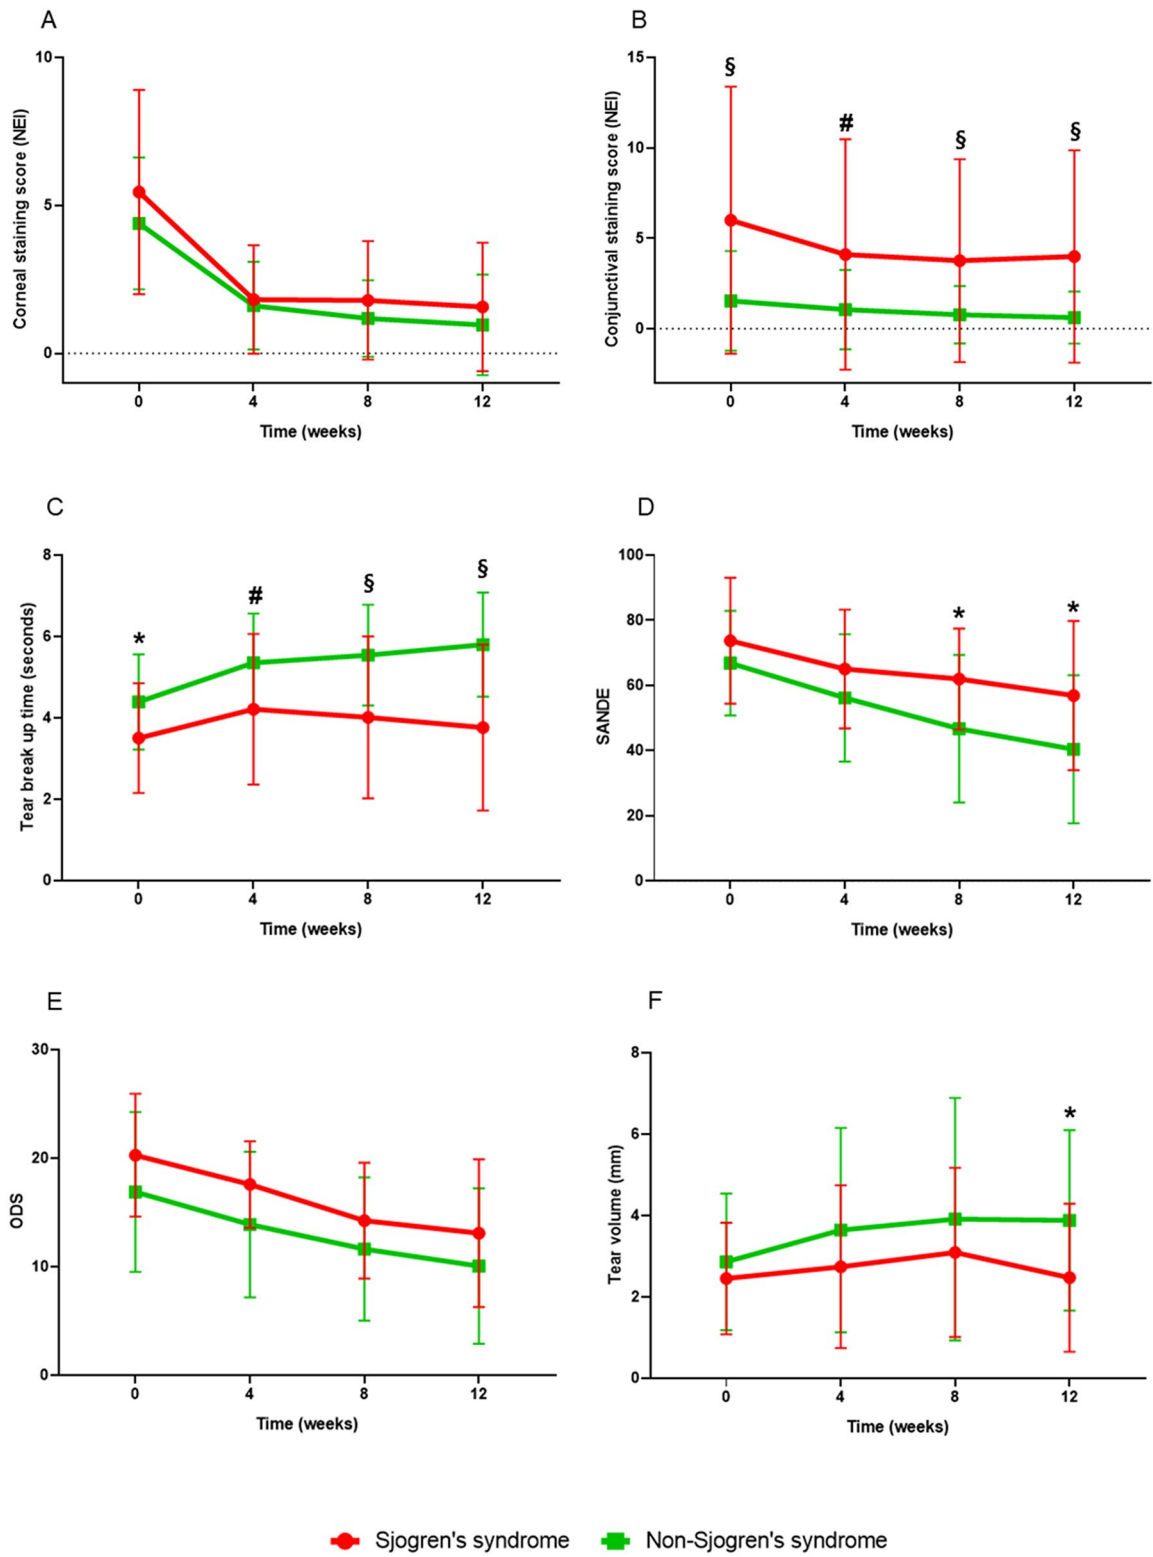 A
Corneal staining score (NEI)
10
5
0
0 4 8 12
Time (weeks)
B
Conjunctival staining score (NEI)
15
10
5
0
§ # § §
0 4 8 12
Time (weeks)
C
Tear break up time (seconds)
8
6
4
2
0
* # § §
0 4 8 12
Time (weeks)
D
SANDE
100
80
60
40
20
0
* *
0 4 8 12
Time (weeks)
E
ODS
30
20
10
0
0 4 8 12
Time (weeks)
F
Tear volume (mm)
8
6
4
2
0
*
0 4 8 12
Time (weeks)
Sjogren's syndrome
Non-Sjogren's syndrome